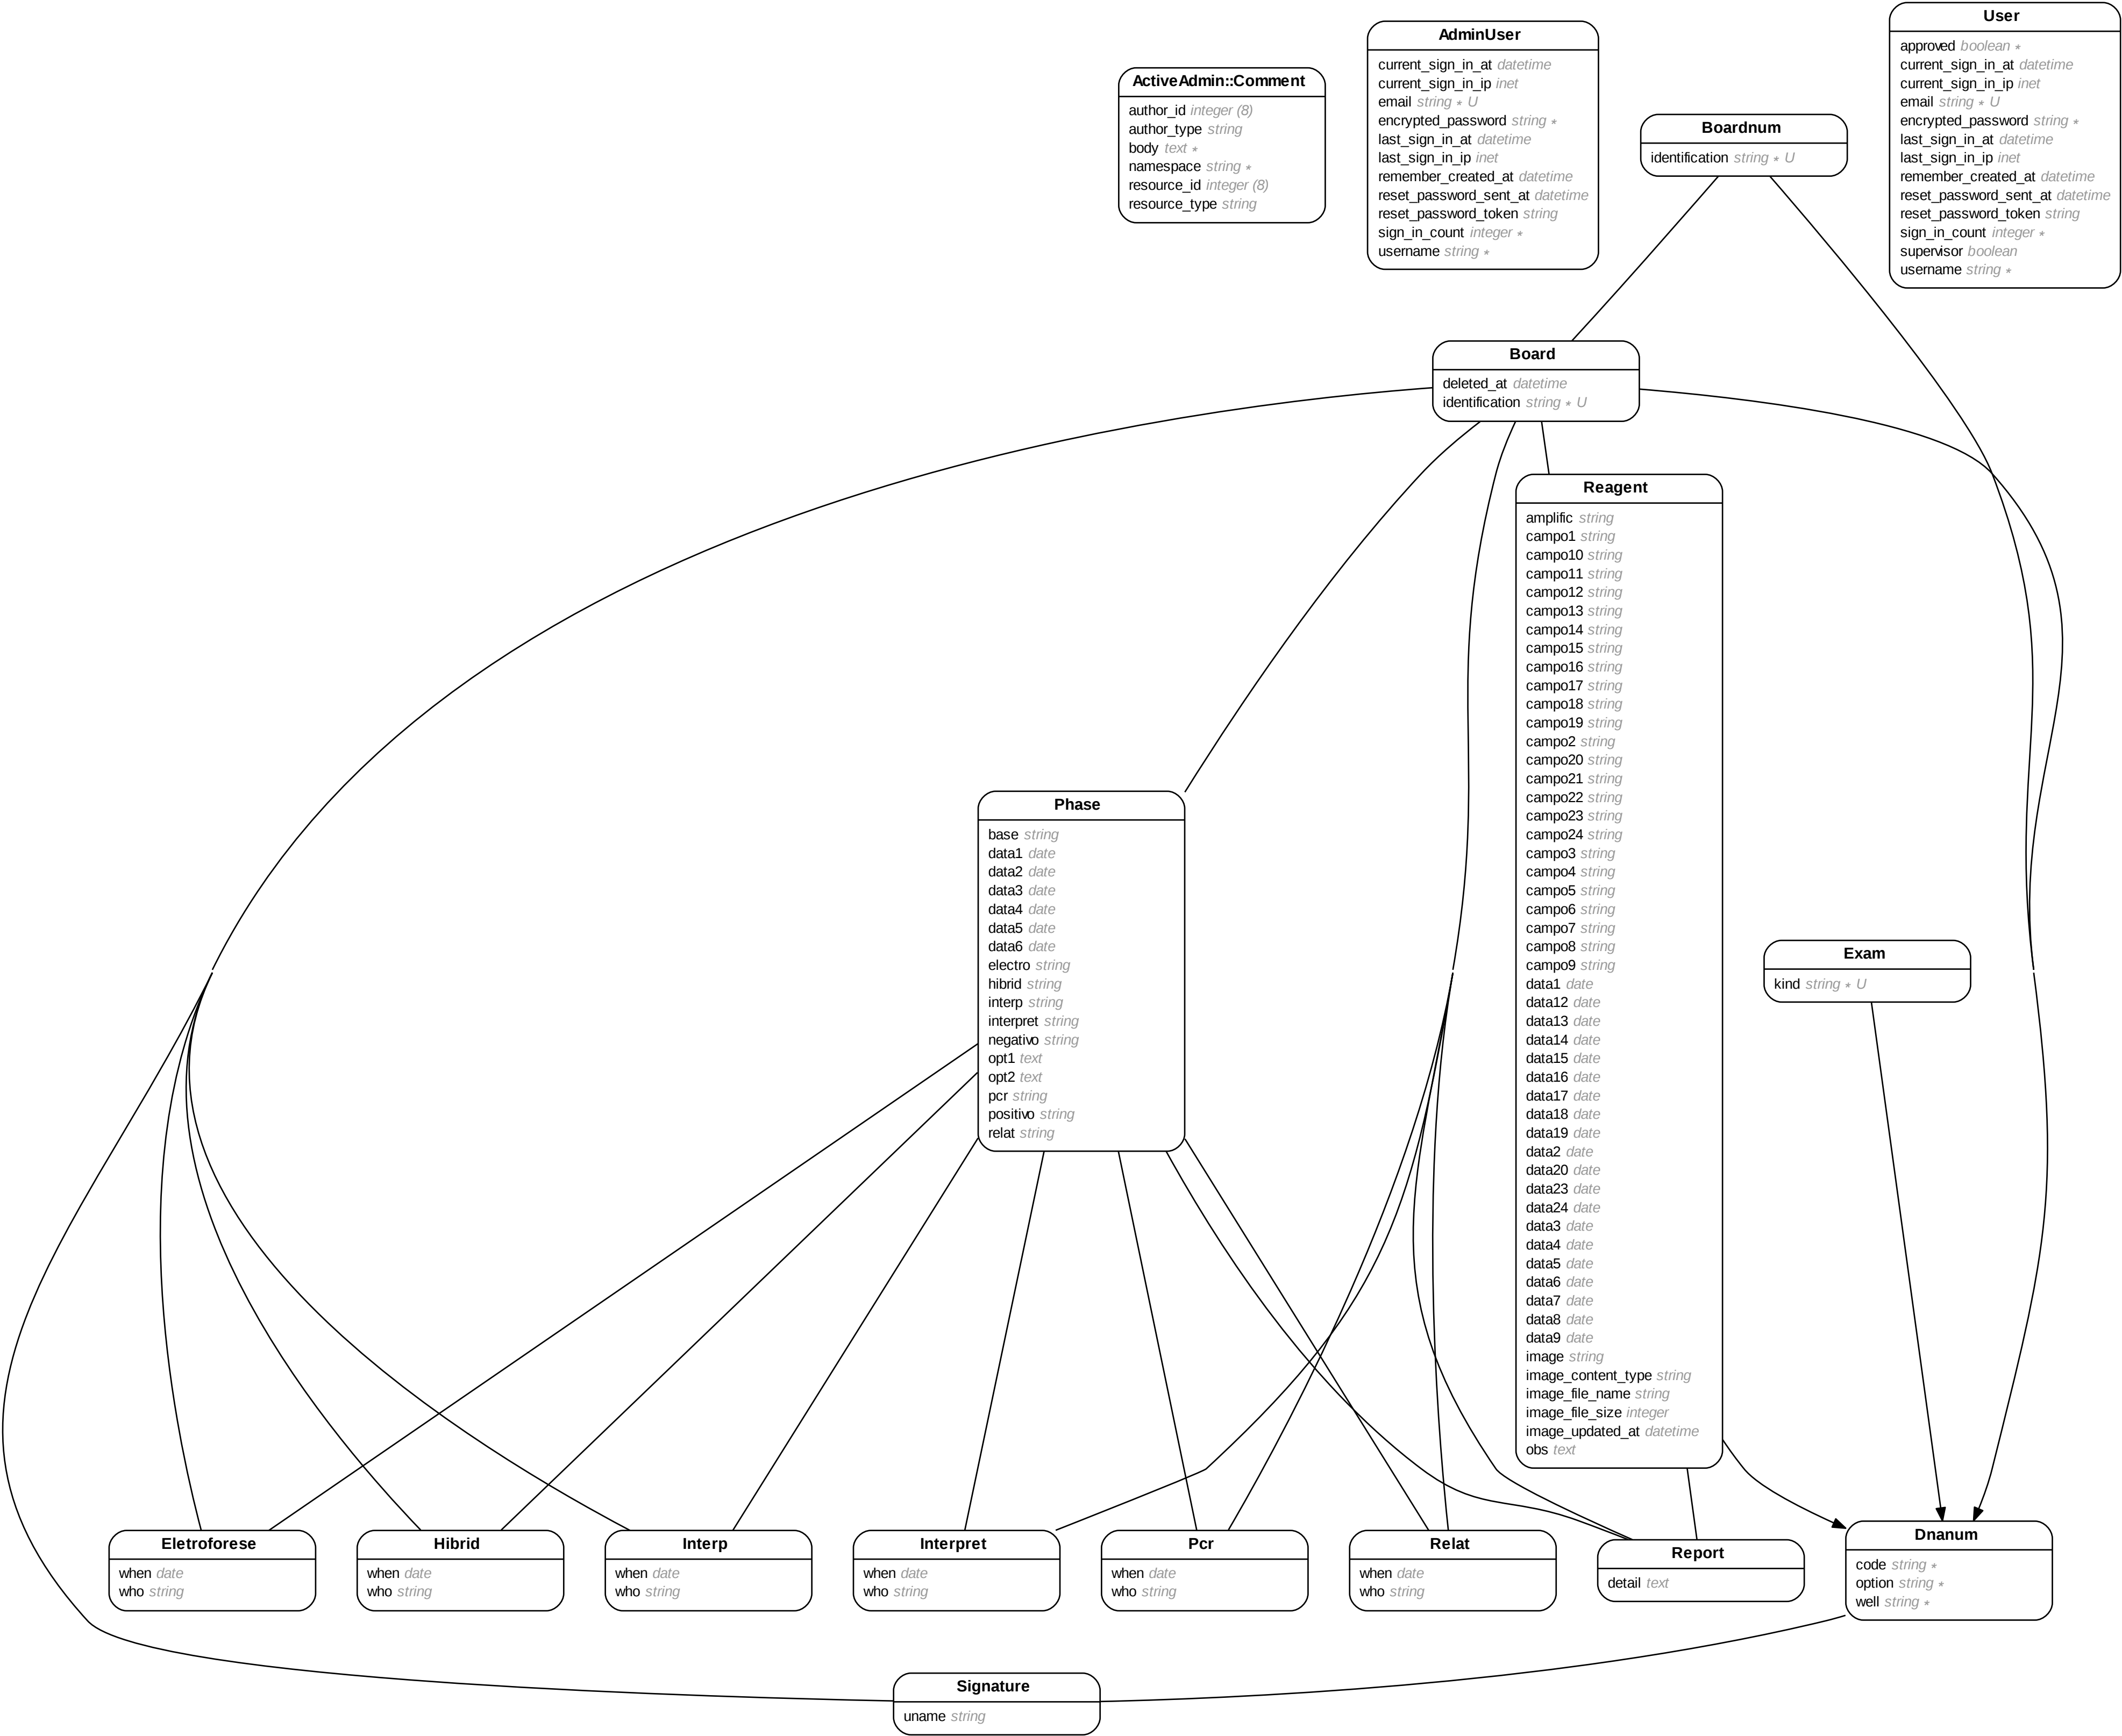 ActiveAdmin::Comment
author_id integer (8)
author_type string
body text *
namespace string *
resource_id integer (8)
resource_type string
AdminUser
current_sign_in_at datetime
current_sign_in_ip inet
email string * U
encrypted_password string *
last_sign_in_at datetime
last_sign_in_ip inet
remember_created_at datetime
reset_password_sent_at datetime
reset_password_token string
sign_in_count integer *
username string *
Boardnum
identification string * U
User
approved boolean *
current_sign_in_at datetime
current_sign_in_ip inet
email string * U
encrypted_password string *
last_sign_in_at datetime
last_sign_in_ip inet
remember_created_at datetime
reset_password_sent_at datetime
reset_password_token string
sign_in_count integer *
supervisor boolean
username string *
Board
deleted_at datetime
identification string * U
Reagent
amplific string
campo1 string
campo10 string
campo11 string
campo12 string
campo13 string
campo14 string
campo15 string
campo16 string
campo17 string
campo18 string
campo19 string
campo2 string
campo20 string
campo21 string
campo22 string
campo23 string
campo24 string
campo3 string
campo4 string
campo5 string
campo6 string
campo7 string
campo8 string
campo9 string
data1 date
data12 date
data13 date
data14 date
data15 date
data16 date
data17 date
data18 date
data19 date
data2 date
data20 date
data23 date
data24 date
data3 date
data4 date
data5 date
data6 date
data7 date
data8 date
data9 date
image string
image_content_type string
image_file_name string
image_file_size integer
image_updated_at datetime
obs text
Phase
base string
data1 date
data2 date
data3 date
data4 date
data5 date
data6 date
electro string
hibrid string
interp string
interpret string
negativo string
opt1 text
opt2 text
pcr string
positivo string
relat string
Exam
kind string * U
Eletroforese
when date
who string
Hibrid
when date
who string
Interp
when date
who string
Interpret
when date
who string
Pcr
when date
who string
Relat
when date
who string
Report
detail text
Dnanum
code string *
option string *
well string *
Signature
uname string